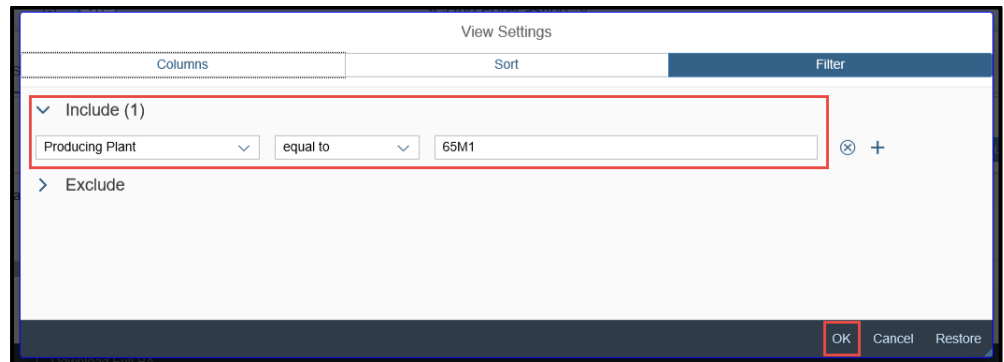 View Settings
Columns Sort Filter
Include (1)
Producing Plant equal to 65M1
Exclude
OK Cancel Restore